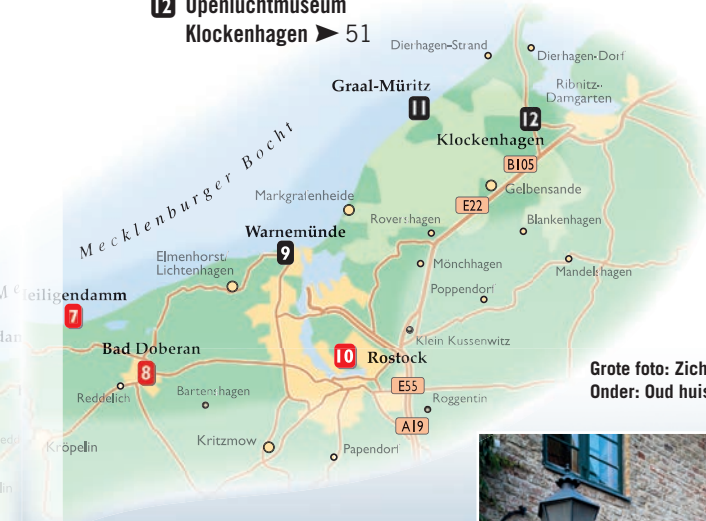 12 Openluchtmuseum
Klockenhagen ➤ 51
Dierhagen-Strand
Dierhagen-Dorf
Graal-Müritz
11
Ribnitz-
Damgarten
12
Klockenhagen
B105
Mecklenburger Bocht
Markgrafenheide
Gelbensande
E22
Rovershagen
Blankenhagen
Warnemünde
9
Elmenhorst-
Lichtenhagen
Mönchhagen
Mandelshagen
Heiligendamm
7
Poppendorf
Klein Kussenwitz
Bad Doberan
8
10 Rostock
Grote foto: Zich
Onder: Oud huis
Reddelich
Bartenshagen
E55
Roggentin
A19
Kröpelin
Kritzmow
Papendorf